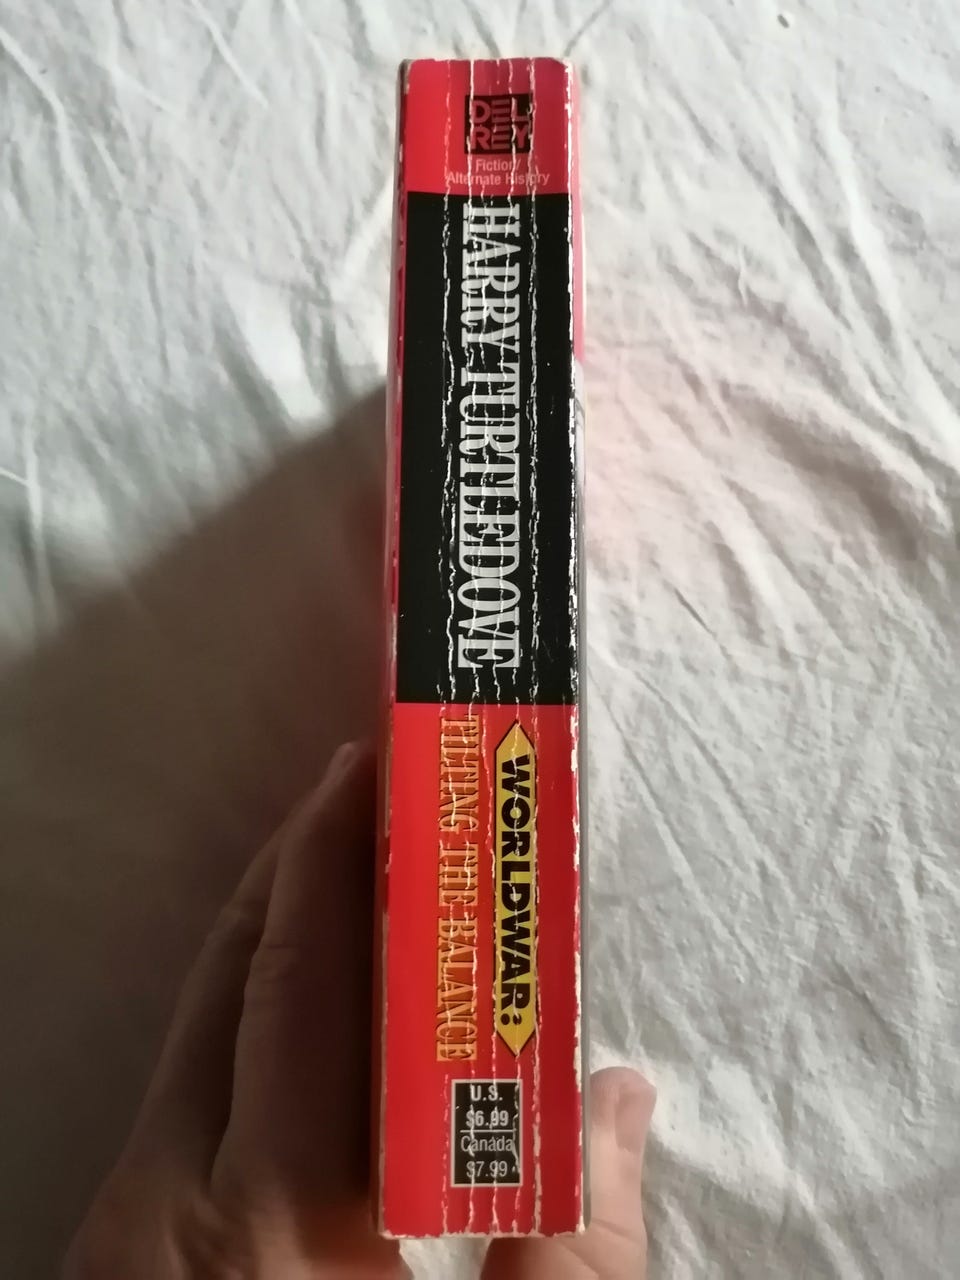 DEL
REY
Fiction/
Alternate History
HARRY TURTLEDOVE
WORLDWAR:
TILTING THE BALANCE
U.S.
$6.99
Canada
$7.99